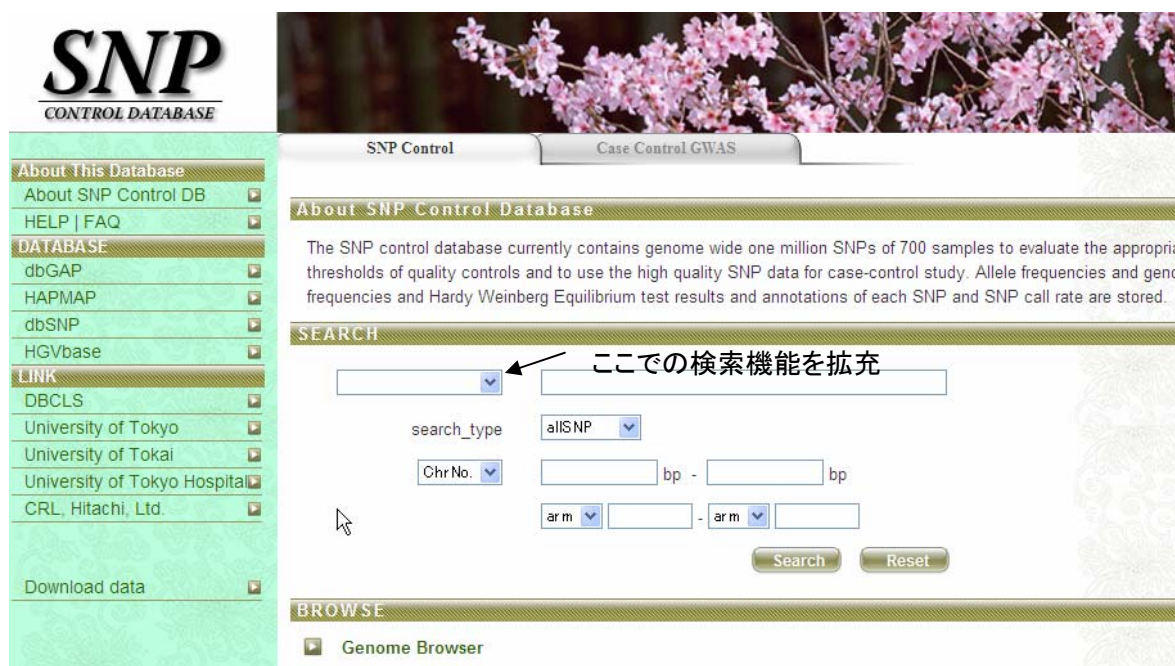 SNP
CONTROL DATABASE
SNP Control
Case Control GWAS
About This Database
About SNP Control DB
HELP | FAQ
DATABASE
dbGAP
HAPMAP
dbSNP
HGVbase
LINK
DBCLS
University of Tokyo
University of Tokai
University of Tokyo Hospital
CRL, Hitachi, Ltd.
Download data
About SNP Control Database
The SNP control database currently contains genome wide one million SNPs of 700 samples to evaluate the
thresholds of quality controls and to use the high quality SNP data for case-control study. Allele frequencies and
frequencies and Hardy Weinberg Equilibrium test results and annotations of each SNP and SNP call rate are stored.
SEARCH
ここでの検索機能を拡充
search_type
allSNP
ChrNo.
bp - bp
arm - arm
Search Reset
BROWSE
Genome Browser